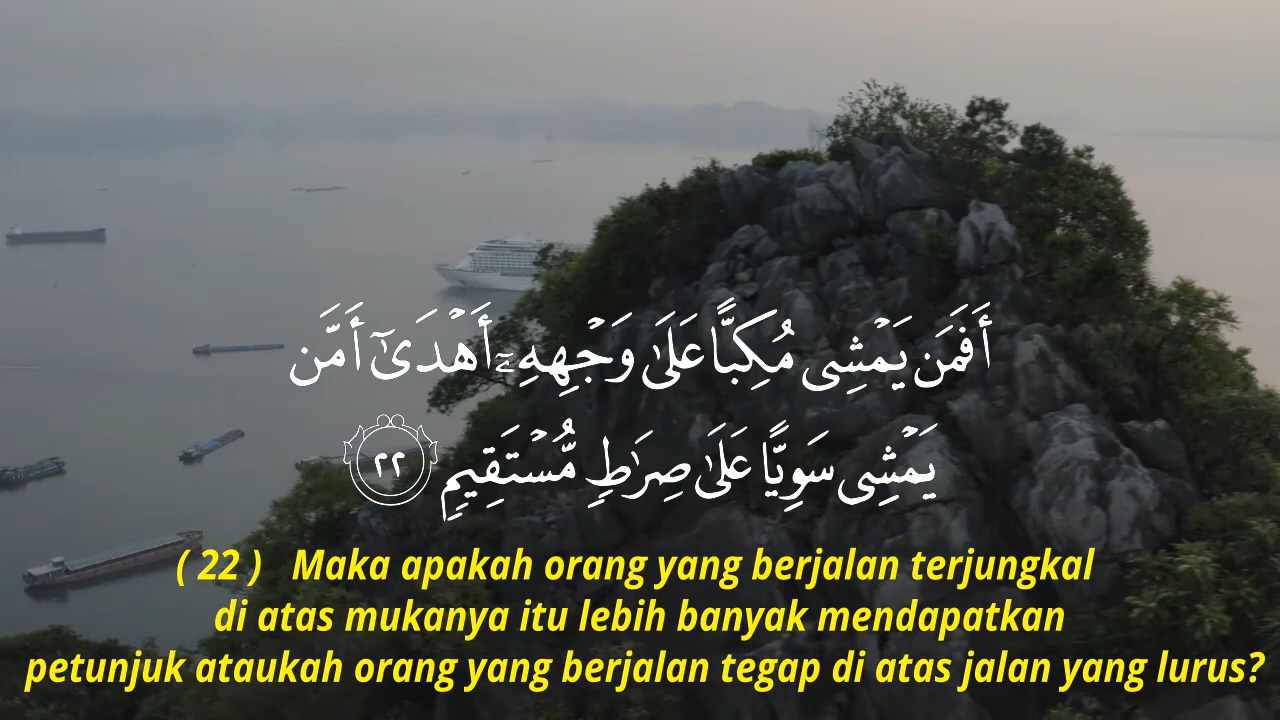 أَفَمَن يَمْشِى مُكِبًّا عَلَىٰ وَجْهِهِۦٓ أَهْدَىٰٓ أَمَّن
يَمْشِى سَوِيًّا عَلَىٰ صِرَٰطٍ مُّسْتَقِيمٍ ٢٢
( 22 ) Maka apakah orang yang berjalan terjungkal
di atas mukanya itu lebih banyak mendapatkan
petunjuk ataukah orang yang berjalan tegap di atas jalan yang lurus?